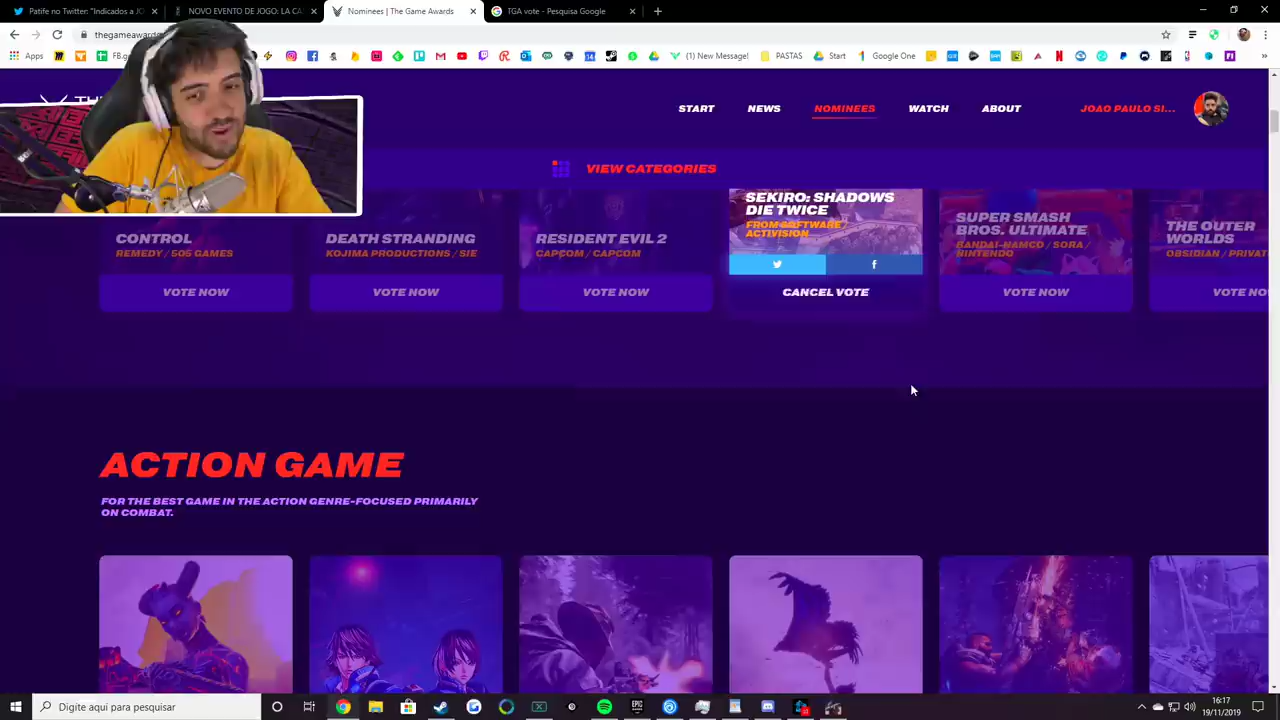 Patife no Twitter: "Indicados a JO
NOVO EVENTO DE JOGO: LA CA
Nominees | The Game Awards
TGA vote - Pesquisa Google
thegameaward
Apps
FB.g
(11) New Message!
PASTAS
Start
Google One
START
NEWS
NOMINEES
WATCH
ABOUT
JOAO PAULO SI...
VIEW CATEGORIES
CONTROL
REMEDY / 505 GAMES
VOTE NOW
DEATH STRANDING
KOJIMA PRODUCTIONS / SIE
VOTE NOW
RESIDENT EVIL 2
CAPCOM / CAPCOM
VOTE NOW
SEKIRO: SHADOWS
DIE TWICE
FROM SOFTWARE /
ACTIVISION
CANCEL VOTE
SUPER SMASH
BROS. ULTIMATE
BANDAI-NAMCO / SORA /
NINTENDO
VOTE NOW
THE OUTER
WORLDS
OBSIDIAN / PRIVAT
VOTE NO
ACTION GAME
FOR THE BEST GAME IN THE ACTION GENRE-FOCUSED PRIMARILY
ON COMBAT.
Digite aqui para pesquisar
16:17
19/11/2019